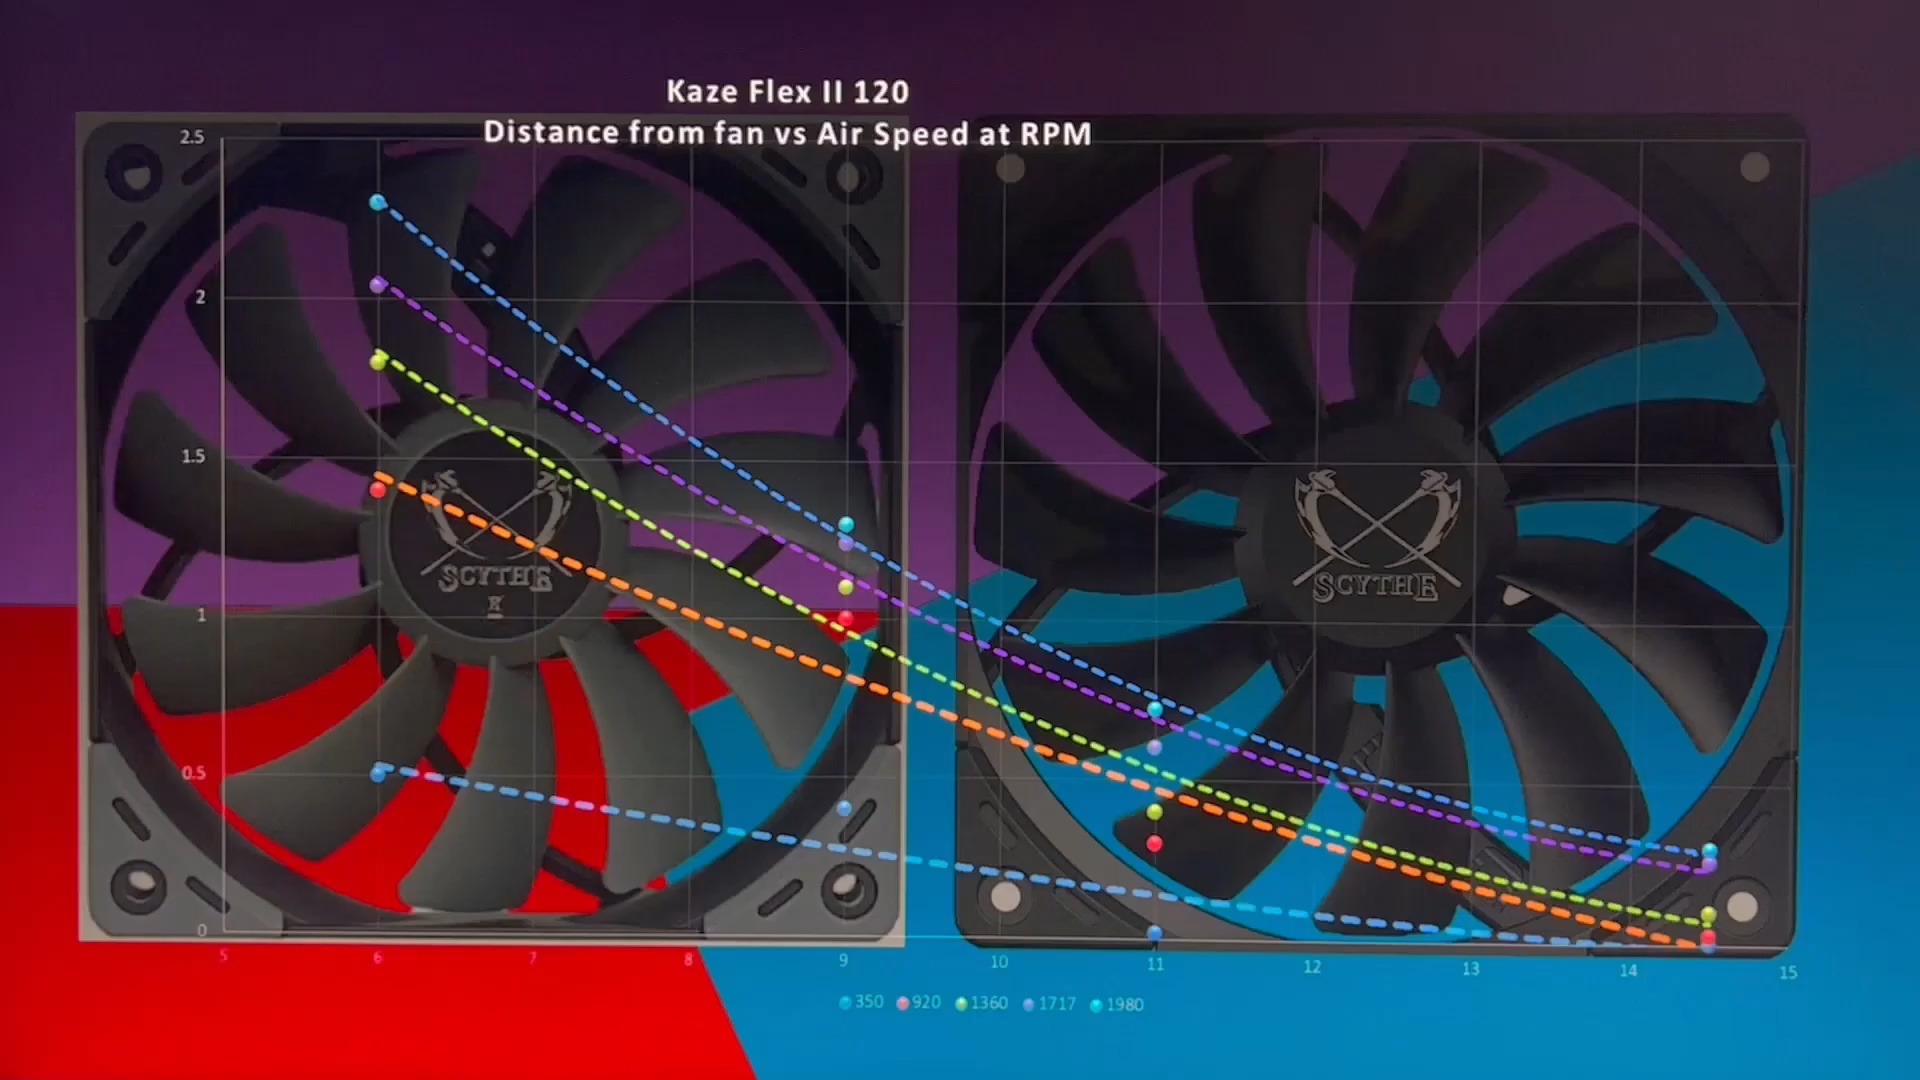 Kaze Flex II 120
Distance from fan vs Air Speed at RPM
2.5
2
1.5
1
0.5
0
SCYTHE
SCYTHE
5 6 7 8 9 10 11 12 13 14 15
350 920 1360 1717 1980